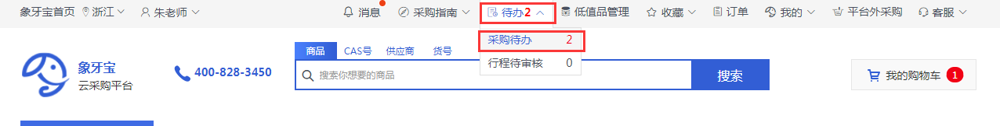 象牙宝首页 浙江 朱老师 消息 采购指南 待办2 低值品管理 收藏 订单 我的 平台外采购 客服
采购待办 2
行程待审核 0
商品 CAS号 供应商 货号
象牙宝
云采购平台
400-828-3450
搜索你想要的商品
搜索
我的购物车 1